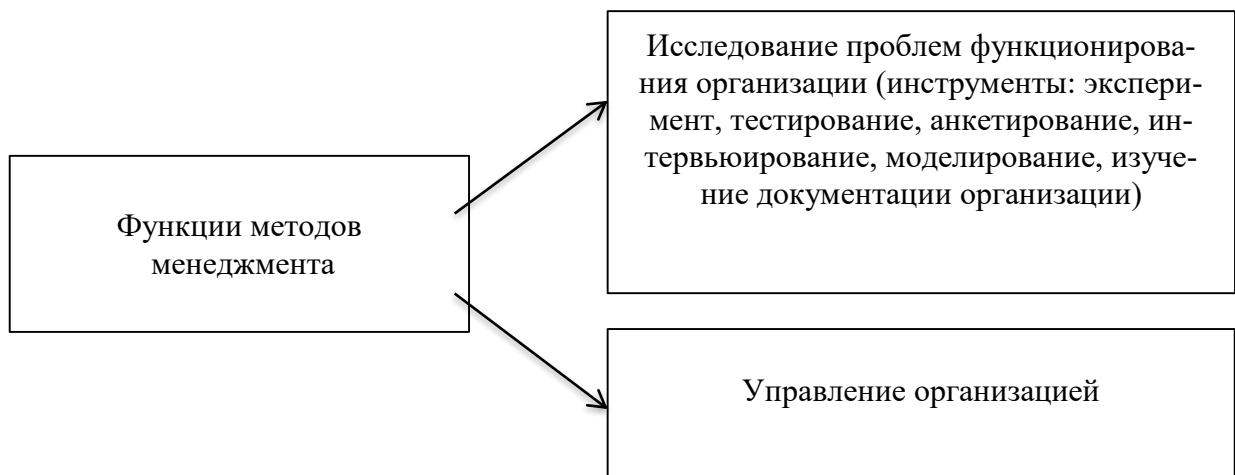 Функции методов
менеджмента
Исследование проблем функционирова-
ния организации (инструменты: экспери-
мент, тестирование, анкетирование, ин-
тервьюирование, моделирование, изуче-
ние документации организации)
Управление организацией